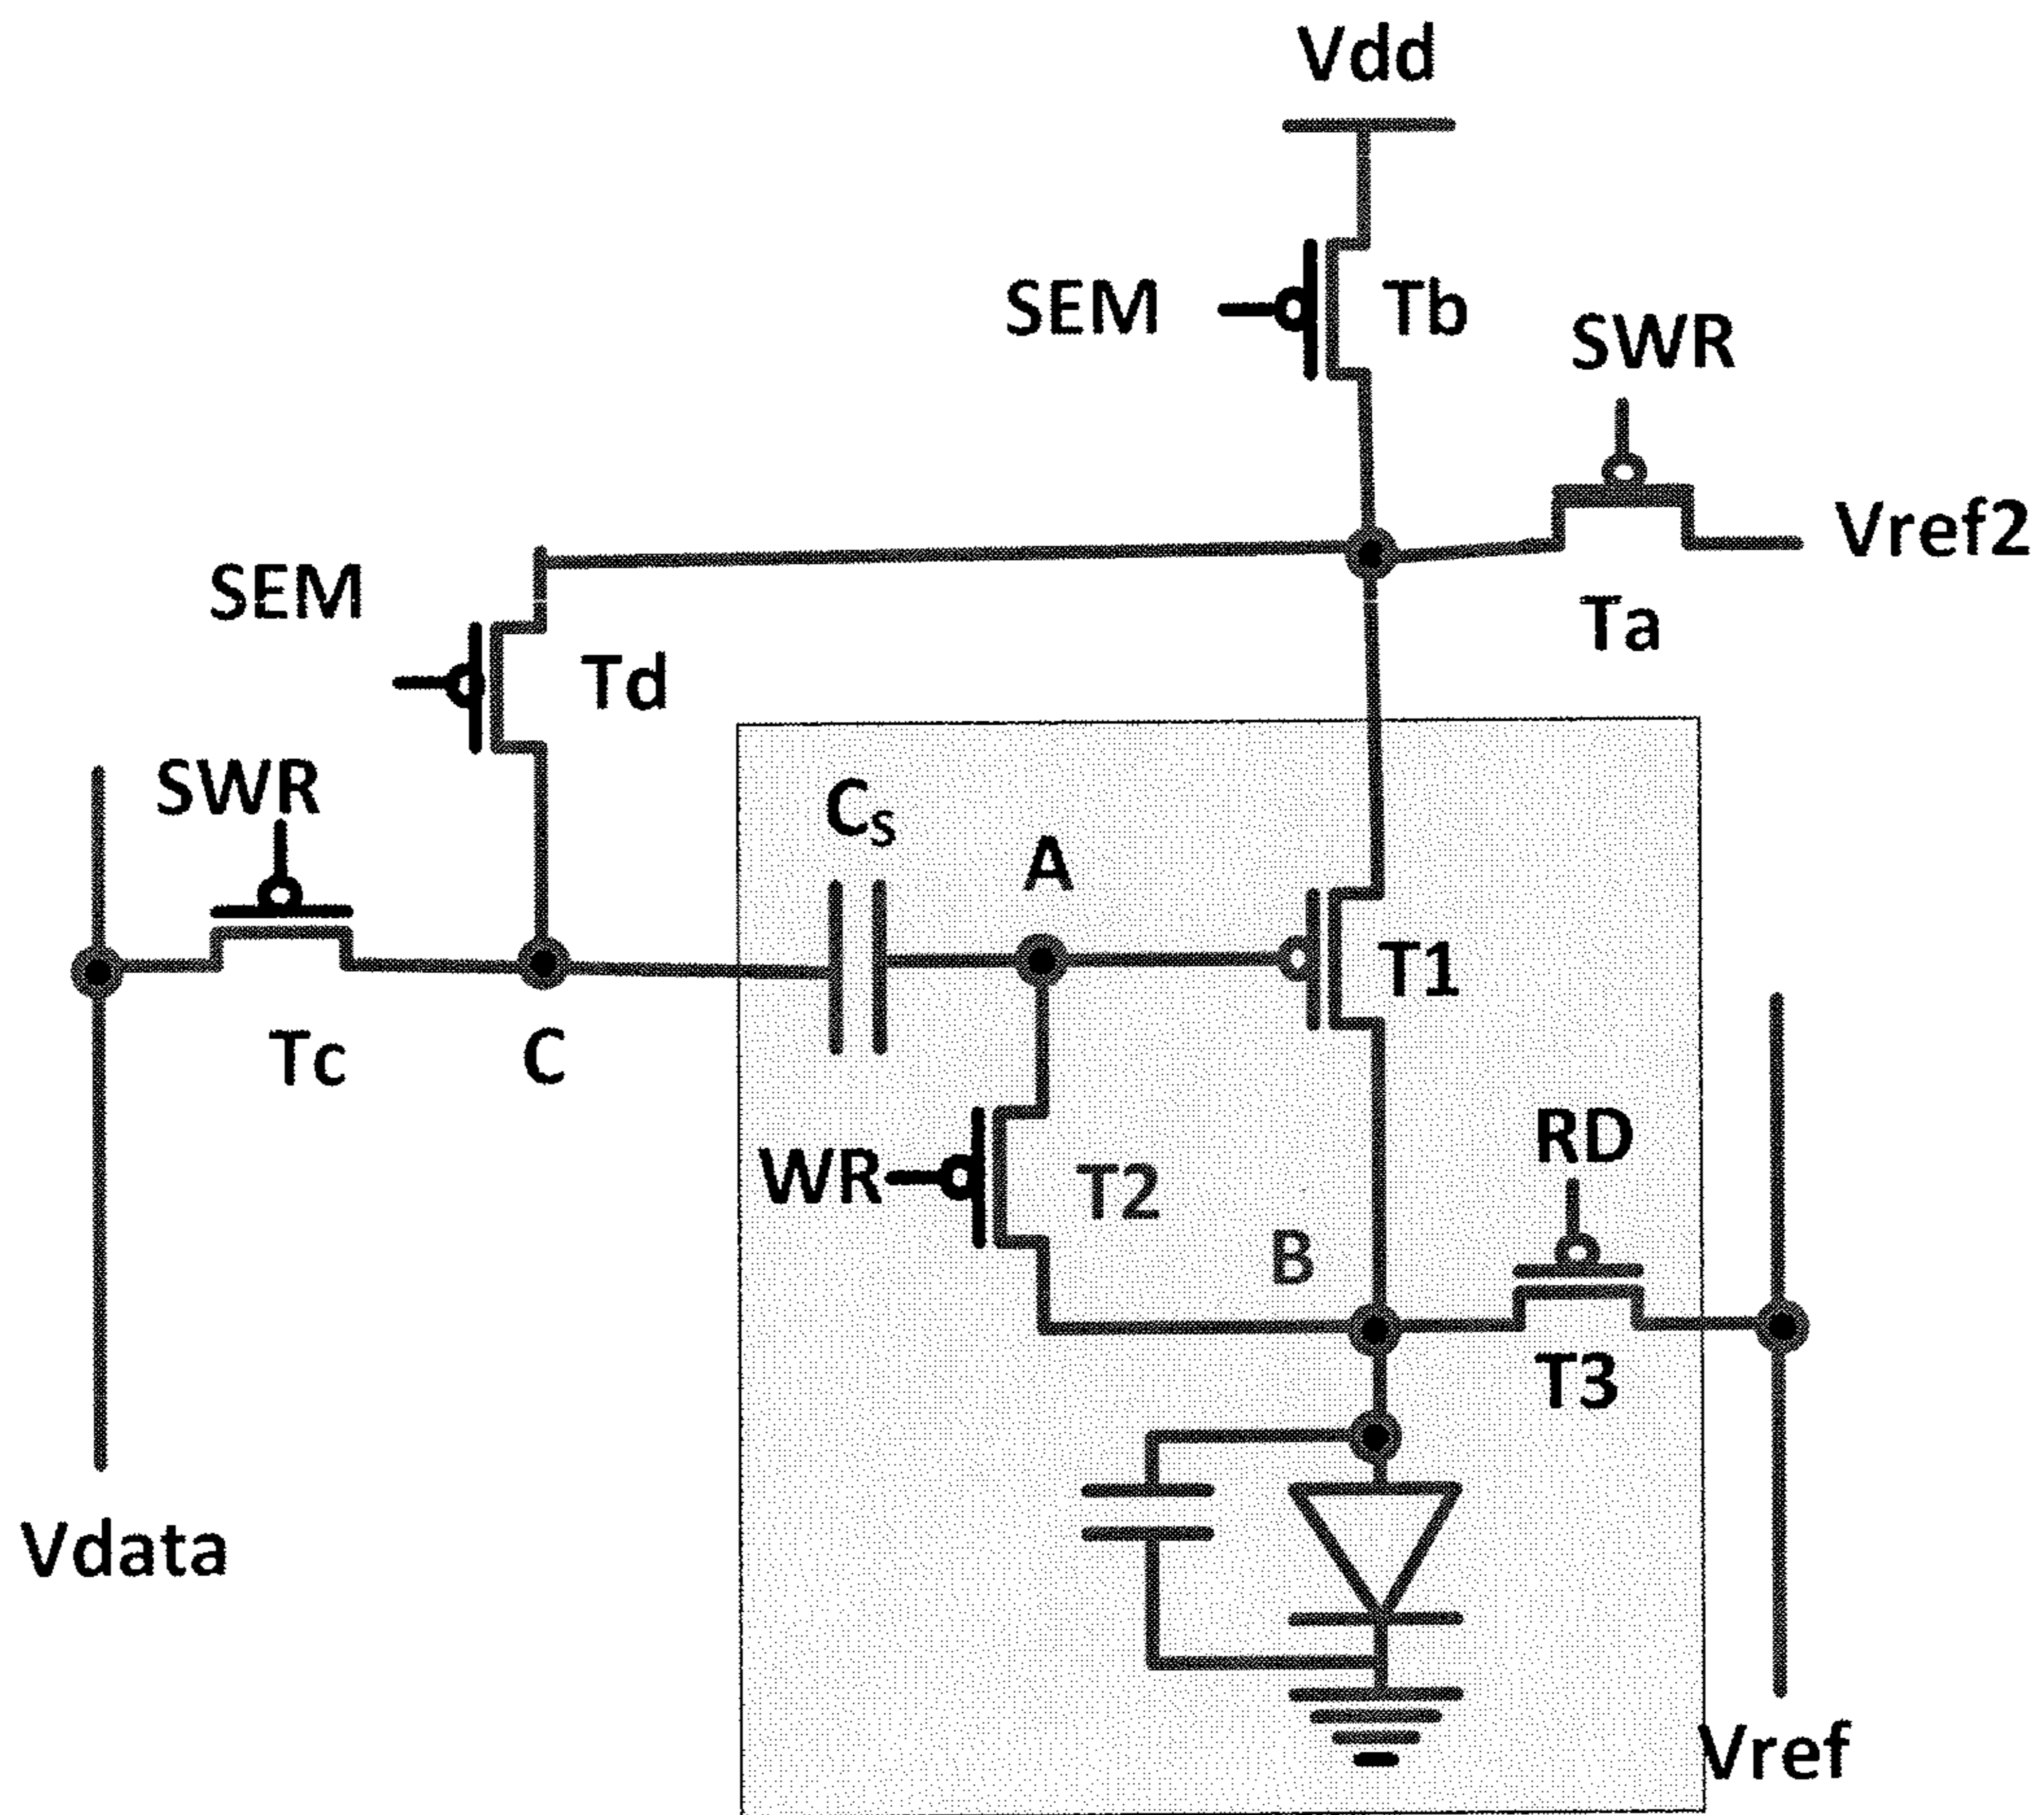 Vdd
SEM
Tb
SWR
Vref2
Ta
SEM
Td
SWR
Cs
A
T1
Tc
C
RD
WR
T2
B
T3
Vdata
Vref